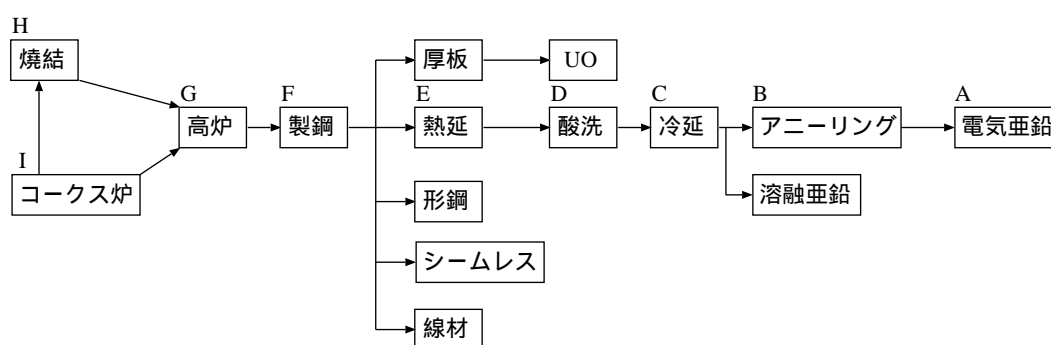 H
燒結
I
コークス炉
G
高炉
F
製鋼
厚板
UO
E
熱延
D
酸洗
C
冷延
B
アニーリング
A
電気亜鉛
溶融亜鉛
形鋼
シームレス
線材